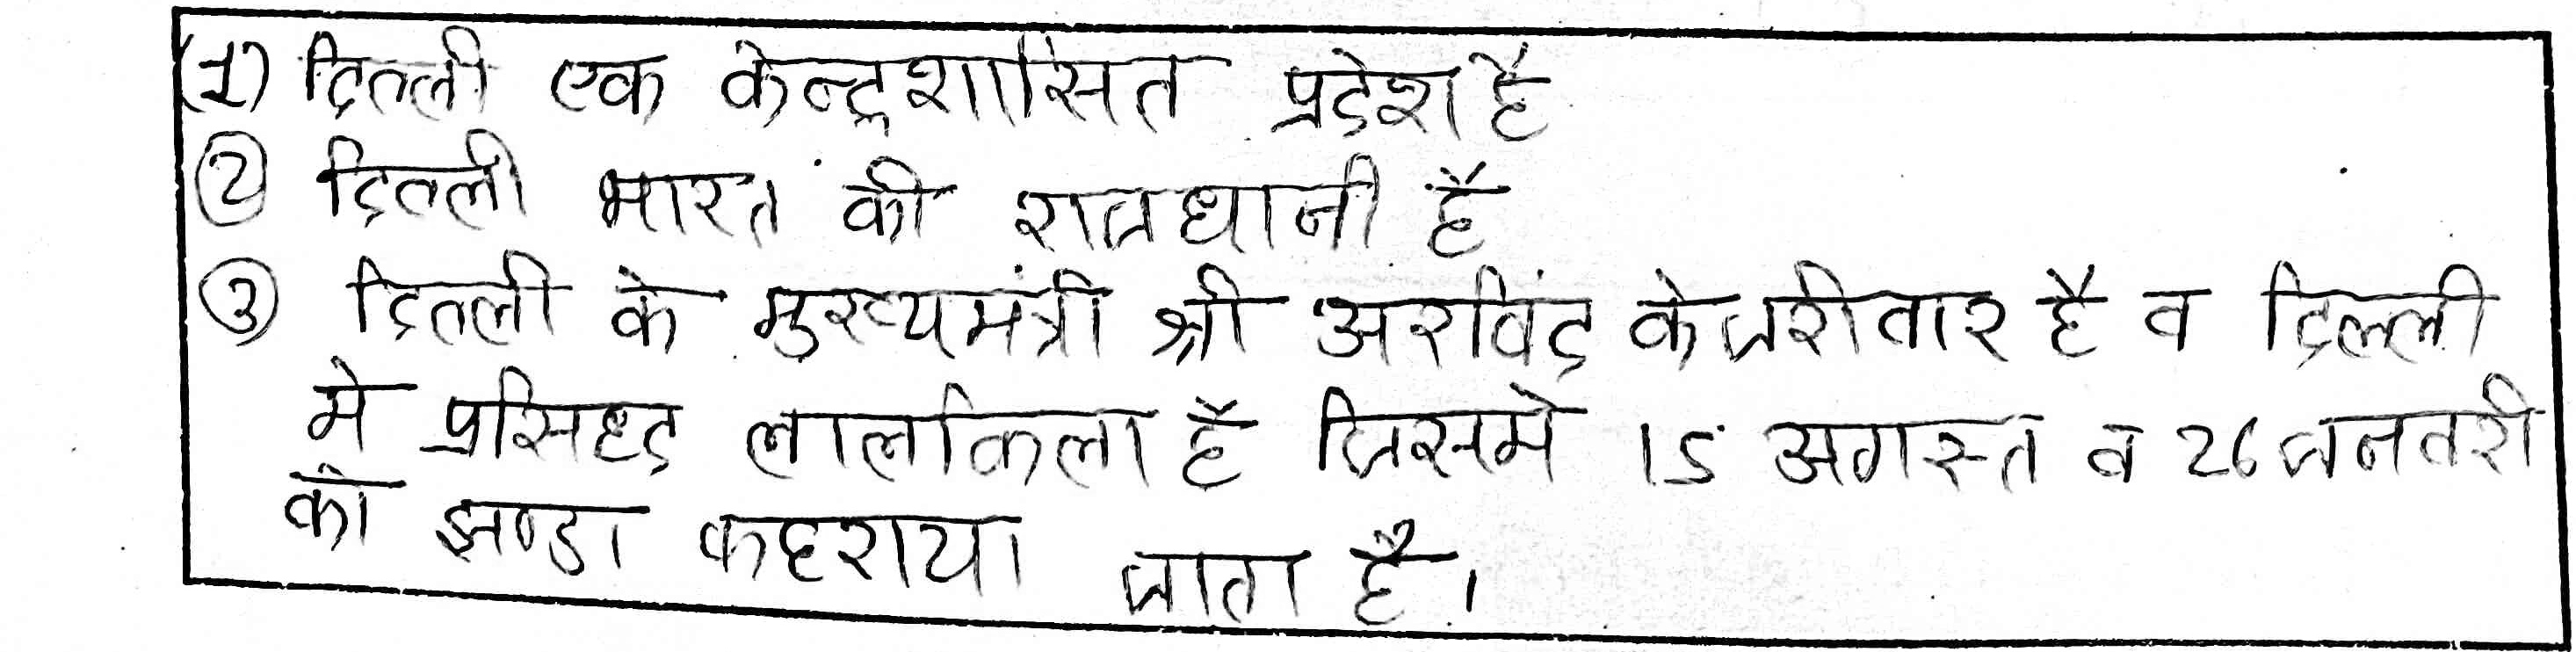 (1) दिल्ली एक केन्द्रशासित प्रदेश है
(2) दिल्ली भारत की राजधानी है
(3) दिल्ली के मुख्यमंत्री श्री अरविंद केजरीवार है व दिल्ली
मे प्रसिध्द लालकिला है जिसमे 15 अगस्त व 26 जनवरी
को झण्डा फहराया जाता है।